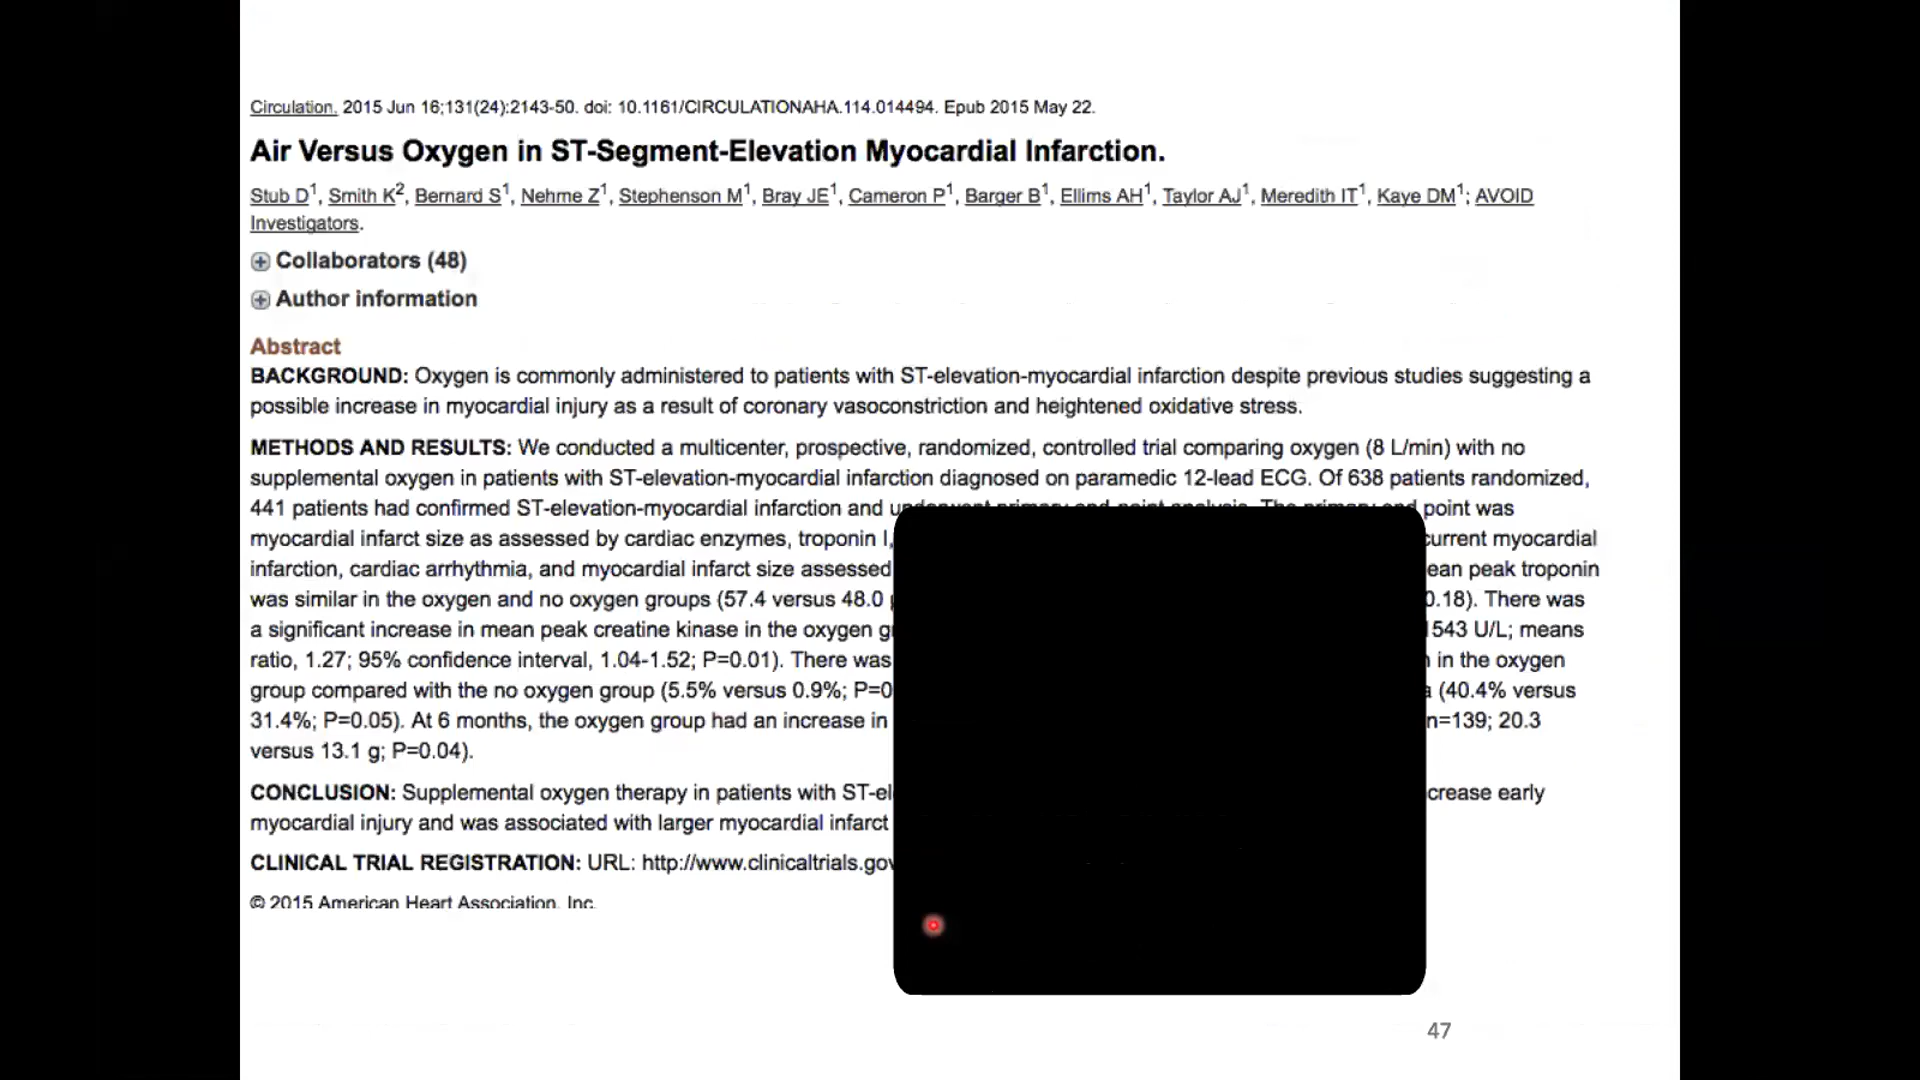 Circulation. 2015 Jun 16;131(24):2143-50. doi: 10.1161/CIRCULATIONAHA.114.014494. Epub 2015 May 22.
Air Versus Oxygen in ST-Segment-Elevation Myocardial Infarction.
Stub D1, Smith K2, Bernard S1, Nehme Z1, Stephenson M1, Bray JE1, Cameron P1, Barger B1, Ellims AH1, Taylor AJ1, Meredith IT1, Kaye DM1; AVOID
Investigators.
Collaborators (48)
Author information
Abstract
BACKGROUND: Oxygen is commonly administered to patients with ST-elevation-myocardial infarction despite previous studies suggesting a
possible increase in myocardial injury as a result of coronary vasoconstriction and heightened oxidative stress.
METHODS AND RESULTS: We conducted a multicenter, prospective, randomized, controlled trial comparing oxygen (8 L/min) with no
supplemental oxygen in patients with ST-elevation-myocardial infarction diagnosed on paramedic 12-lead ECG. Of 638 patients randomized,
441 patients had confirmed ST-elevation-myocardial infarction and underwent primary end point analysis. The primary end point was
myocardial infarct size as assessed by cardiac enzymes, troponin I, myocardial
infarction, cardiac arrhythmia, and myocardial infarct size assessed peak troponin
was similar in the oxygen and no oxygen groups (57.4 versus 48.0 0.18). There was
a significant increase in mean peak creatine kinase in the oxygen U/L; means
ratio, 1.27; 95% confidence interval, 1.04-1.52; P=0.01). There was in the oxygen
group compared with the no oxygen group (5.5% versus 0.9%; (40.4% versus
31.4%; P=0.05). At 6 months, the oxygen group had an increase in n=139; 20.3
versus 13.1 g; P=0.04).
CONCLUSION: Supplemental oxygen therapy in patients with early
myocardial injury and was associated with larger myocardial infarct
CLINICAL TRIAL REGISTRATION: URL: http://www.clinicaltrials.gov
© 2015 American Heart Association, Inc.
47